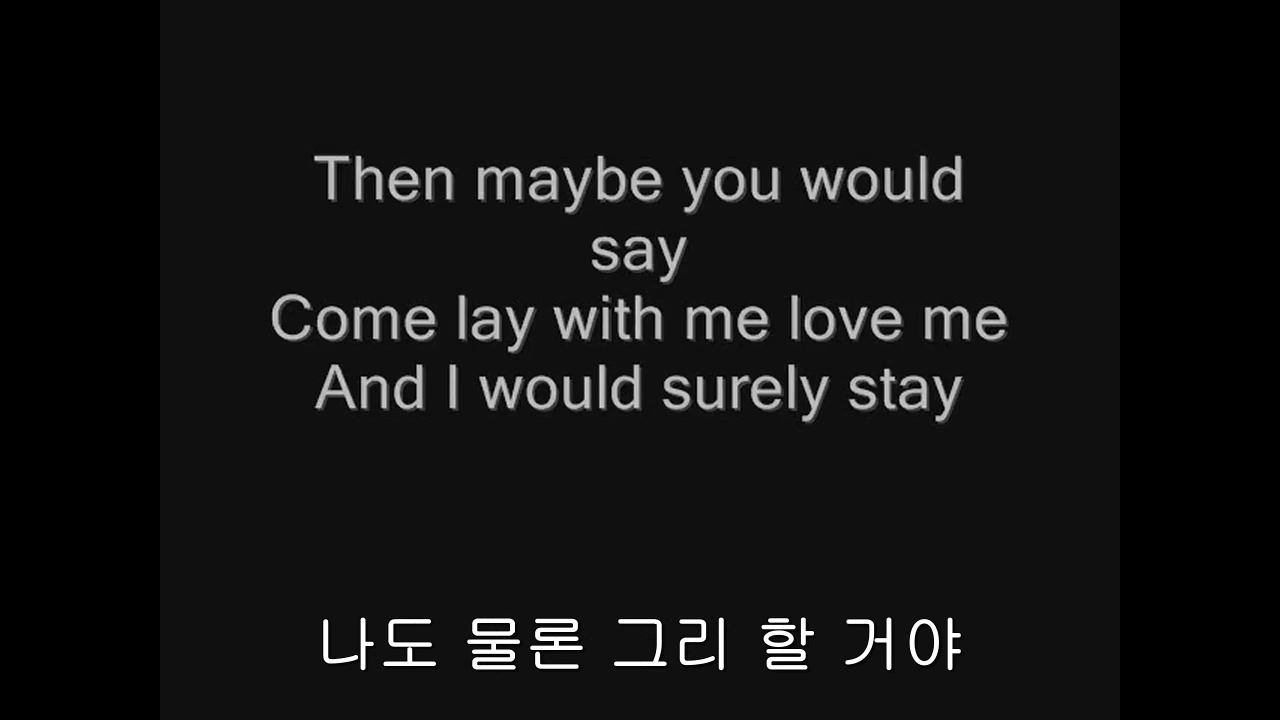 Then maybe you would
say
Come lay with me love me
And I would surely stay
나도 물론 그리 할 거야